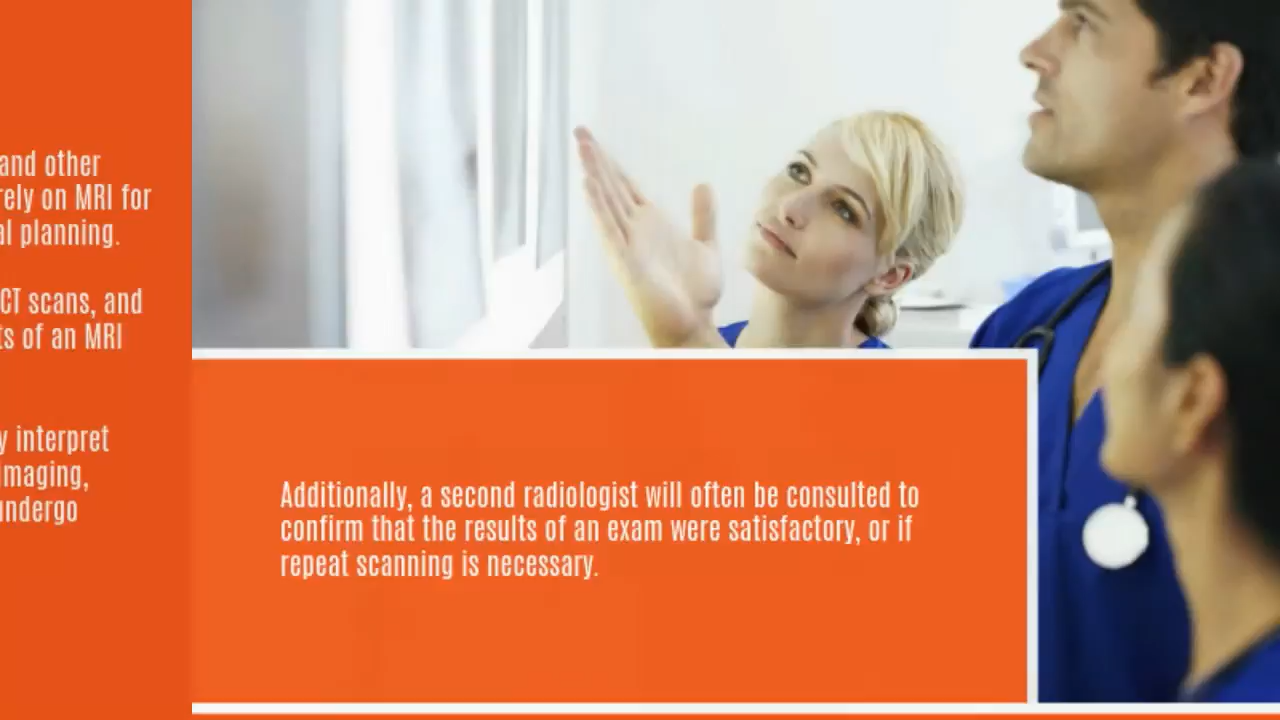 and other
rely on MRI for
al planning.
CT scans, and
ts of an MRI
y interpret
imaging,
undergo
Additionally, a second radiologist will often be consulted to
confirm that the results of an exam were satisfactory, or if
repeat scanning is necessary.